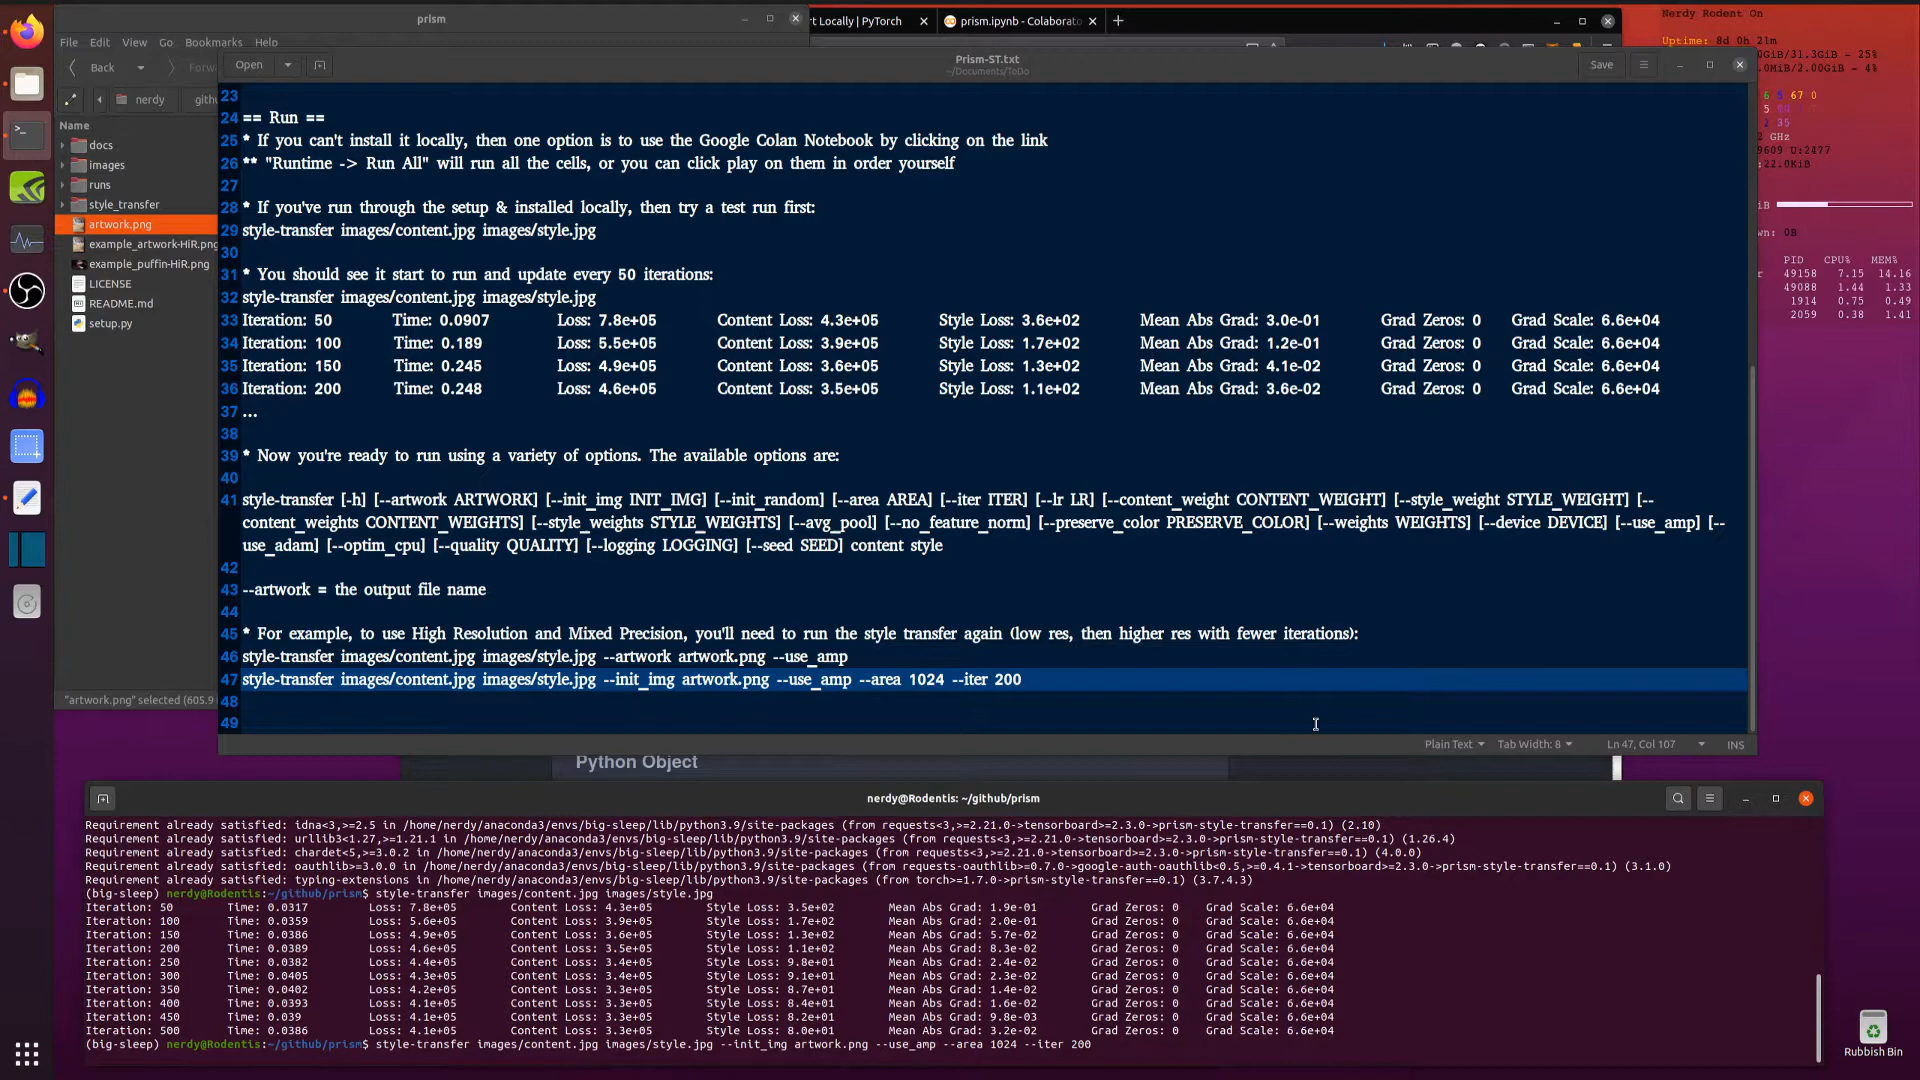 prism
rt Locally | PyTorch
prism.ipynb - Colaborato
Nerdy Rodent On
Uptime: 8d 0h 21m
File Edit View Go Bookmarks Help
Back
Forw
nerdy
gith
Name
docs
images
runs
style_transfer
artwork.png
example_artwork-HiR.png
example_puffin-HiR.png
LICENSE
README.md
setup.py
"artwork.png" selected (605.9
Open
Prism-ST.txt
~/Documents/ToDo
Save
23
24 == Run ==
25 * If you can't install it locally, then one option is to use the Google Colan Notebook by clicking on the link
26 ** "Runtime -> Run All" will run all the cells, or you can click play on them in order yourself
27
28 * If you've run through the setup & installed locally, then try a test run first:
29 style-transfer images/content.jpg images/style.jpg
30
31 * You should see it start to run and update every 50 iterations:
32 style-transfer images/content.jpg images/style.jpg
33 Iteration: 50 Time: 0.0907 Loss: 7.8e+05 Content Loss: 4.3e+05 Style Loss: 3.6e+02 Mean Abs Grad: 3.0e-01 Grad Zeros: 0 Grad Scale: 6.6e+04
34 Iteration: 100 Time: 0.189 Loss: 5.5e+05 Content Loss: 3.9e+05 Style Loss: 1.7e+02 Mean Abs Grad: 1.2e-01 Grad Zeros: 0 Grad Scale: 6.6e+04
35 Iteration: 150 Time: 0.245 Loss: 4.9e+05 Content Loss: 3.6e+05 Style Loss: 1.3e+02 Mean Abs Grad: 4.1e-02 Grad Zeros: 0 Grad Scale: 6.6e+04
36 Iteration: 200 Time: 0.248 Loss: 4.6e+05 Content Loss: 3.5e+05 Style Loss: 1.1e+02 Mean Abs Grad: 3.6e-02 Grad Zeros: 0 Grad Scale: 6.6e+04
37 ...
38
39 * Now you're ready to run using a variety of options. The available options are:
40
41 style-transfer [-h] [--artwork ARTWORK] [--init_img INIT_IMG] [--init_random] [--area AREA] [--iter ITER] [--lr LR] [--content_weight CONTENT_WEIGHT] [--style_weight STYLE_WEIGHT] [--
content_weights CONTENT_WEIGHTS] [--style_weights STYLE_WEIGHTS] [--avg_pool] [--no_feature_norm] [--preserve_color PRESERVE_COLOR] [--weights WEIGHTS] [--device DEVICE] [--use_amp] [--
use_adam] [--optim_cpu] [--quality QUALITY] [--logging LOGGING] [--seed SEED] content style
42
43 --artwork = the output file name
44
45 * For example, to use High Resolution and Mixed Precision, you'll need to run the style transfer again (low res, then higher res with fewer iterations):
46 style-transfer images/content.jpg images/style.jpg --artwork artwork.png --use_amp
47 style-transfer images/content.jpg images/style.jpg --init_img artwork.png --use_amp --area 1024 --iter 200
48
49
Plain Text Tab Width: 8 Ln 47, Col 107 INS
GiB/31.3GiB - 25%
.0MiB/2.00GiB - 4%
67 0
2 35
GHz
9609 U:2477
:22.0KiB
iB
wn: 0B
PID CPU% MEM%
49158 7.15 14.16
49088 1.44 1.33
1914 0.75 0.49
2059 0.38 1.41
Python Object
nerdy@Rodentis: ~/github/prism
Requirement already satisfied: idna<3,>=2.5 in /home/nerdy/anaconda3/envs/big-sleep/lib/python3.9/site-packages (from requests<3,>=2.21.0->tensorboard>=2.3.0->prism-style-transfer==0.1) (2.10)
Requirement already satisfied: urllib3<1.27,>=1.21.1 in /home/nerdy/anaconda3/envs/big-sleep/lib/python3.9/site-packages (from requests<3,>=2.21.0->tensorboard>=2.3.0->prism-style-transfer==0.1) (1.26.4)
Requirement already satisfied: chardet<5,>=3.0.2 in /home/nerdy/anaconda3/envs/big-sleep/lib/python3.9/site-packages (from requests<3,>=2.21.0->tensorboard>=2.3.0->prism-style-transfer==0.1) (4.0.0)
Requirement already satisfied: oauthlib>=3.0.0 in /home/nerdy/anaconda3/envs/big-sleep/lib/python3.9/site-packages (from requests-oauthlib>=0.7.0->google-auth-oauthlib<0.5,>=0.4.1->tensorboard>=2.3.0->prism-style-transfer==0.1) (3.1.0)
Requirement already satisfied: typing-extensions in /home/nerdy/anaconda3/envs/big-sleep/lib/python3.9/site-packages (from torch>=1.7.0->prism-style-transfer==0.1) (3.7.4.3)
(big-sleep) nerdy@Rodentis:~/github/prism$ style-transfer images/content.jpg images/style.jpg
Iteration: 50 Time: 0.0317 Loss: 7.8e+05 Content Loss: 4.3e+05 Style Loss: 3.5e+02 Mean Abs Grad: 1.9e-01 Grad Zeros: 0 Grad Scale: 6.6e+04
Iteration: 100 Time: 0.0359 Loss: 5.6e+05 Content Loss: 3.9e+05 Style Loss: 1.7e+02 Mean Abs Grad: 2.0e-01 Grad Zeros: 0 Grad Scale: 6.6e+04
Iteration: 150 Time: 0.0386 Loss: 4.9e+05 Content Loss: 3.6e+05 Style Loss: 1.3e+02 Mean Abs Grad: 5.7e-02 Grad Zeros: 0 Grad Scale: 6.6e+04
Iteration: 200 Time: 0.0389 Loss: 4.6e+05 Content Loss: 3.5e+05 Style Loss: 1.1e+02 Mean Abs Grad: 8.3e-02 Grad Zeros: 0 Grad Scale: 6.6e+04
Iteration: 250 Time: 0.0382 Loss: 4.4e+05 Content Loss: 3.4e+05 Style Loss: 9.8e+01 Mean Abs Grad: 2.4e-02 Grad Zeros: 0 Grad Scale: 6.6e+04
Iteration: 300 Time: 0.0405 Loss: 4.3e+05 Content Loss: 3.4e+05 Style Loss: 9.1e+01 Mean Abs Grad: 2.3e-02 Grad Zeros: 0 Grad Scale: 6.6e+04
Iteration: 350 Time: 0.0402 Loss: 4.2e+05 Content Loss: 3.3e+05 Style Loss: 8.7e+01 Mean Abs Grad: 1.4e-02 Grad Zeros: 0 Grad Scale: 6.6e+04
Iteration: 400 Time: 0.0393 Loss: 4.1e+05 Content Loss: 3.3e+05 Style Loss: 8.4e+01 Mean Abs Grad: 1.6e-02 Grad Zeros: 0 Grad Scale: 6.6e+04
Iteration: 450 Time: 0.039 Loss: 4.1e+05 Content Loss: 3.3e+05 Style Loss: 8.2e+01 Mean Abs Grad: 9.8e-03 Grad Zeros: 0 Grad Scale: 6.6e+04
Iteration: 500 Time: 0.0386 Loss: 4.1e+05 Content Loss: 3.3e+05 Style Loss: 8.0e+01 Mean Abs Grad: 3.2e-02 Grad Zeros: 0 Grad Scale: 6.6e+04
(big-sleep) nerdy@Rodentis:~/github/prism$ style-transfer images/content.jpg images/style.jpg --init_img artwork.png --use_amp --area 1024 --iter 200
Rubbish Bin